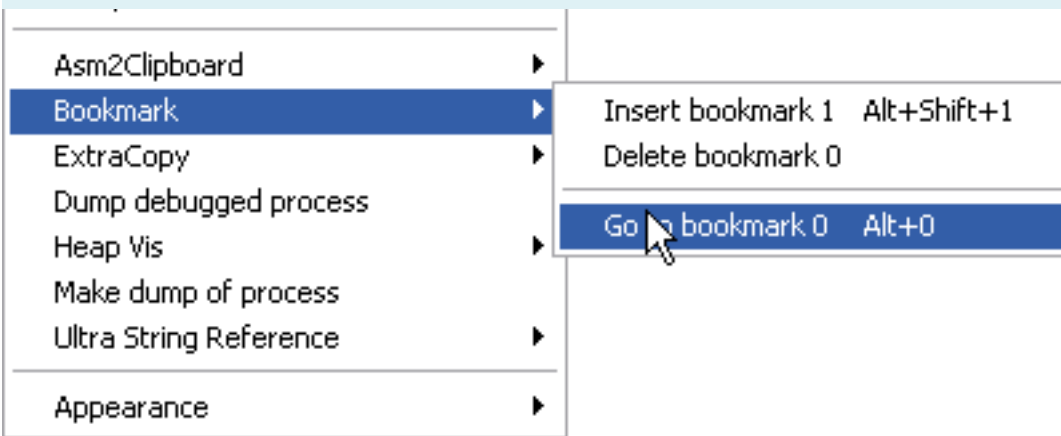 Asm2Clipboard
Bookmark
ExtraCopy
Dump debugged process
Heap Vis
Make dump of process
Ultra String Reference
Appearance
Insert bookmark 1 Alt+Shift+1
Delete bookmark 0
Go bookmark 0 Alt+0